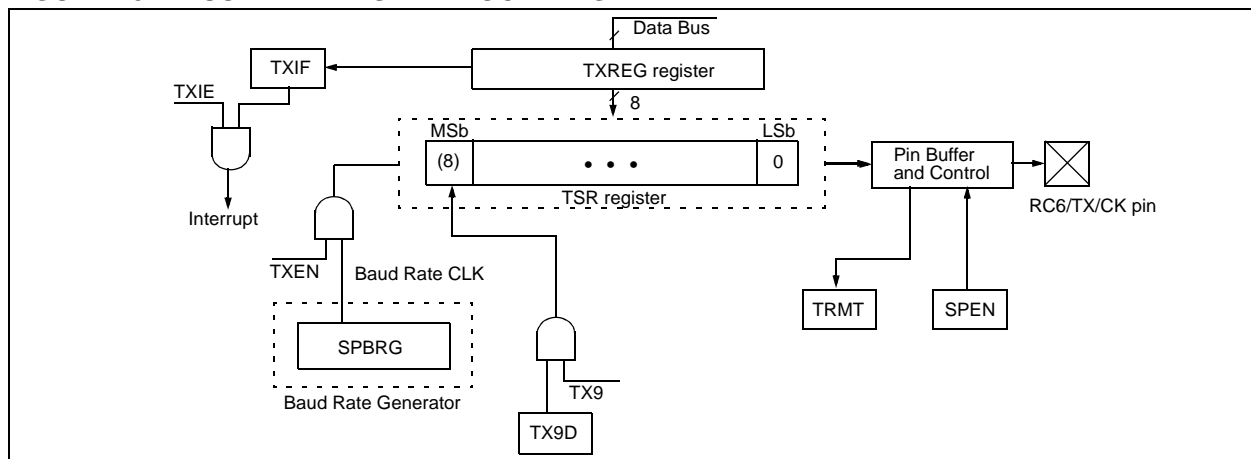 Data Bus
TXIF
TXREG register
TXIE
8
MSb
LSb
(8)
• • •
0
Pin Buffer
and Control
TSR register
Interrupt
RC6/TX/CK pin
TXEN
Baud Rate CLK
TRMT
SPEN
SPBRG
TX9
Baud Rate Generator
TX9D